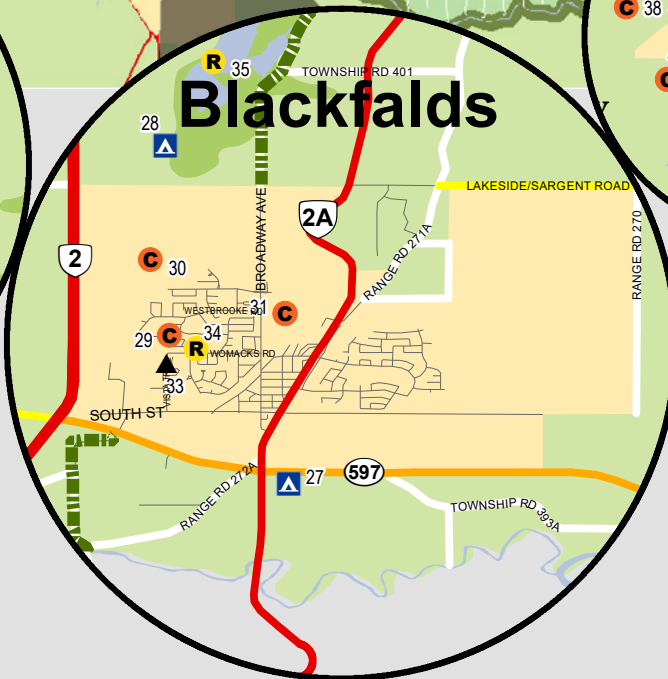 C 38
C
R 35
TOWNSHIP RD 401
Blackfalds
28
LAKESIDE/SARGENT ROAD
2A
BROADWAY AVE
RANGE RD 271A
RANGE RD 270
2
C 30
31 C
WESTBROOKE RD
29 C
34
R
WOMACKS RD
33
SOUTH ST
27
597
RANGE RD 272A
TOWNSHIP RD 393A